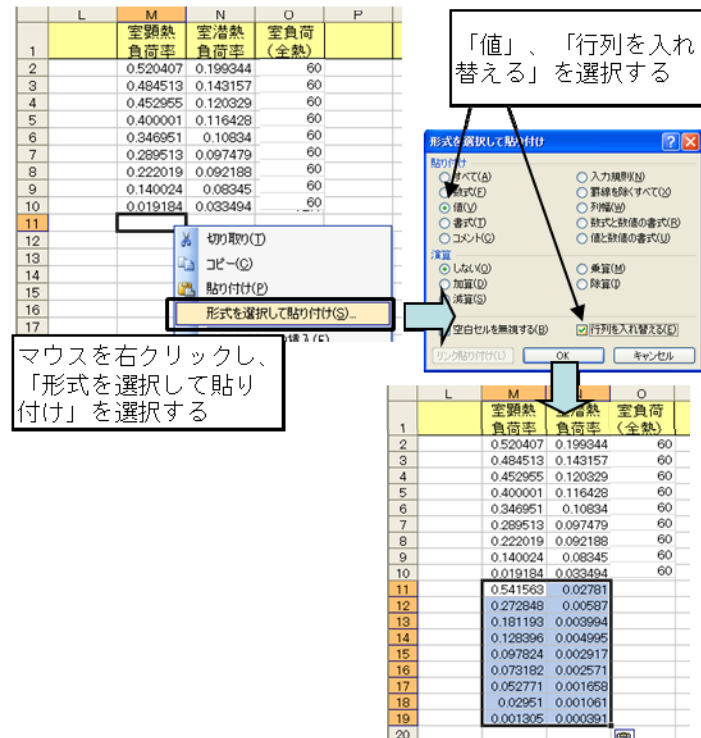 L M N O P
1 室顕熱 負荷率 室潜熱 負荷率 室負荷 (全熱)
2 0.520407 0.199344 60
3 0.484513 0.143157 60
4 0.452955 0.120329 60
5 0.400001 0.116428 60
6 0.346951 0.10834 60
7 0.289513 0.097479 60
8 0.222019 0.092188 60
9 0.140024 0.08345 60
10 0.019184 0.033494
11
12
13
14
15
16
17
切り取り(T)
コピー(C)
貼り付け(P)
形式を選択して貼り付け(S)...
マウスを右クリックし、
「形式を選択して貼り
付け」を選択する
「値」、「行列を入れ
替える」を選択する
形式を選択して貼り付け
貼り付け
すべて(A) 入力規則(N)
数式(F) 罫線を除くすべて(X)
値(V) 列幅(W)
書式(T) 数式と数値の書式(R)
コメント(C) 値と数値の書式(U)
演算
しない(O) 乗算(M)
加算(D) 除算(I)
減算(S)
空白セルを無視する(B) 行列を入れ替える(E)
リンク貼り付け(L) OK キャンセル
L M O
1 室顕熱 負荷率 室潜熱 負荷率 室負荷 (全熱)
2 0.520407 0.199344 60
3 0.484513 0.143157 60
4 0.452955 0.120329 60
5 0.400001 0.116428 60
6 0.346951 0.10834 60
7 0.289513 0.097479 60
8 0.222019 0.092188 60
9 0.140024 0.08345 60
10 0.019184 0.033494 60
11 0.541563 0.02781
12 0.272848 0.00587
13 0.181193 0.003994
14 0.128396 0.004995
15 0.097824 0.002917
16 0.073182 0.002571
17 0.052771 0.001658
18 0.02951 0.001061
19 0.001305 0.000391
20